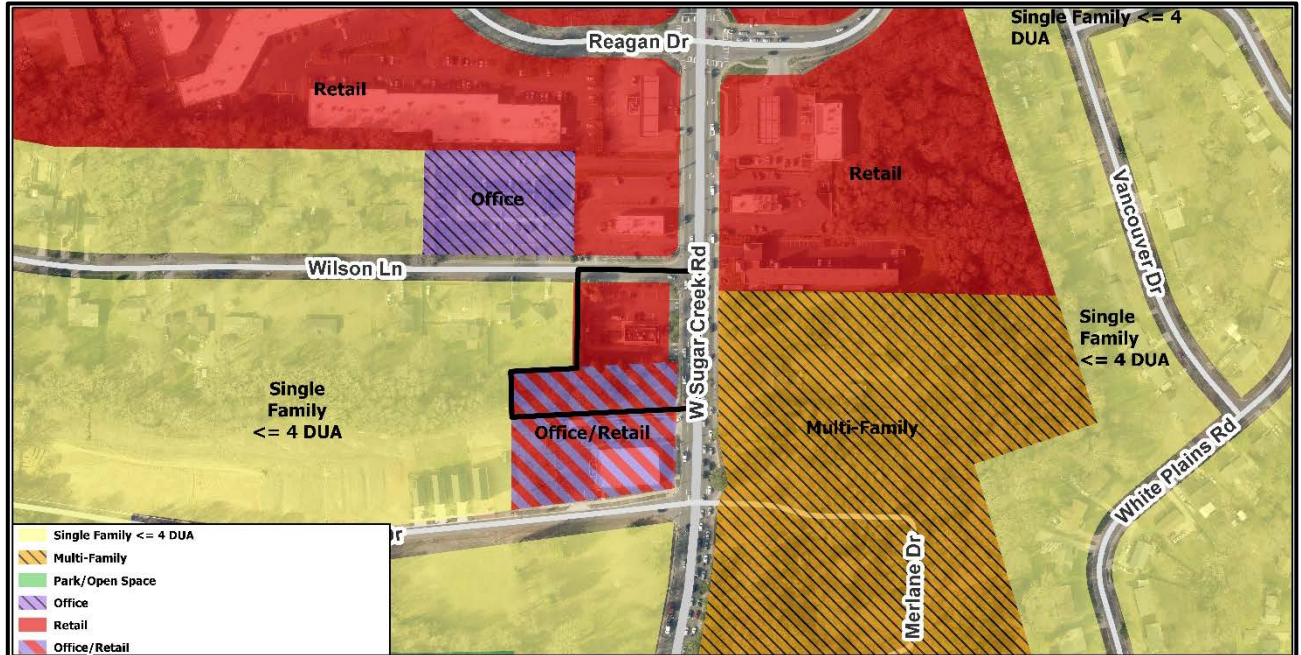 Single Family <= 4
DUA
Reagan Dr
Retail
Retail
Office
Vancouver Dr
Wilson Ln
W Sugar Creek Rd
Single
Family
<= 4 DUA
Single
Family
<= 4 DUA
Office/Retail
Multi-Family
White Plains Rd
Merlane Dr
Dr
Single Family <= 4 DUA
Multi-Family
Park/Open Space
Office
Retail
Office/Retail